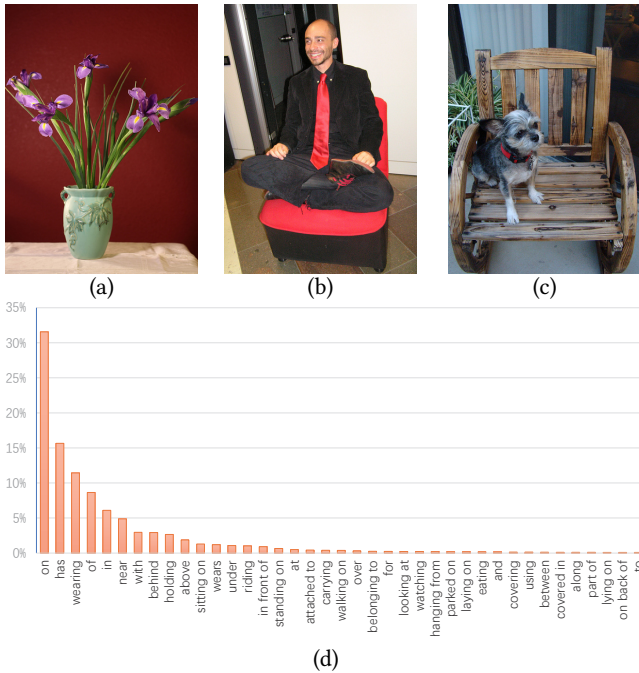 (a)
(b)
(c)
35%
30%
25%
20%
15%
10%
5%
0%
on
has
wearing
of
in
near
with
behind
holding
above
sitting on
wears
under
riding
in front of
standing on
at
attached to
carrying
walking on
over
belonging to
for
looking at
watching
hanging from
parked on
laying on
eating
and
covering
using
between
covered in
along
part of
lying on
on back of
to
(d)